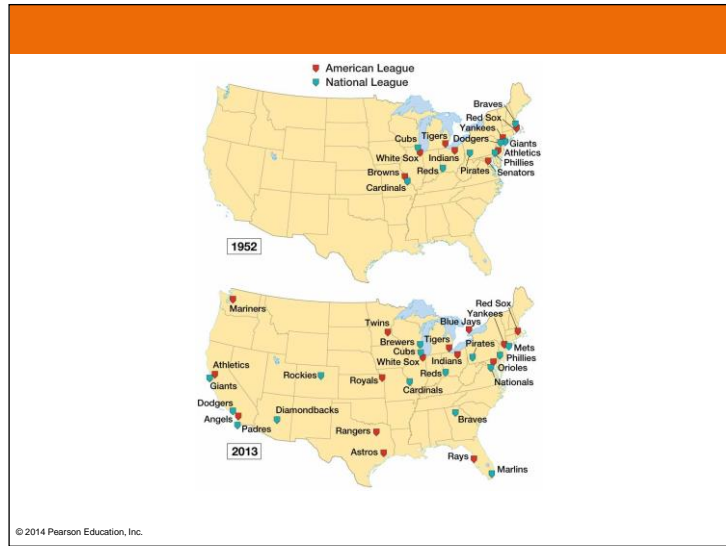 American League
National League
Braves
Red Sox
Yankees
Tigers
Dodgers
Cubs
Giants
White Sox
Indians
Athletics
Phillies
Browns
Reds
Pirates
Senators
Cardinals
1952
Mariners
Red Sox
Yankees
Twins
Blue Jays
Brewers
Tigers
Pirates
Mets
Cubs
Phillies
White Sox
Indians
Orioles
Athletics
Rockies
Royals
Reds
Nationals
Giants
Cardinals
Dodgers
Diamondbacks
Braves
Angels
Padres
Rangers
2013
Astros
Rays
Marlins
© 2014 Pearson Education, Inc.